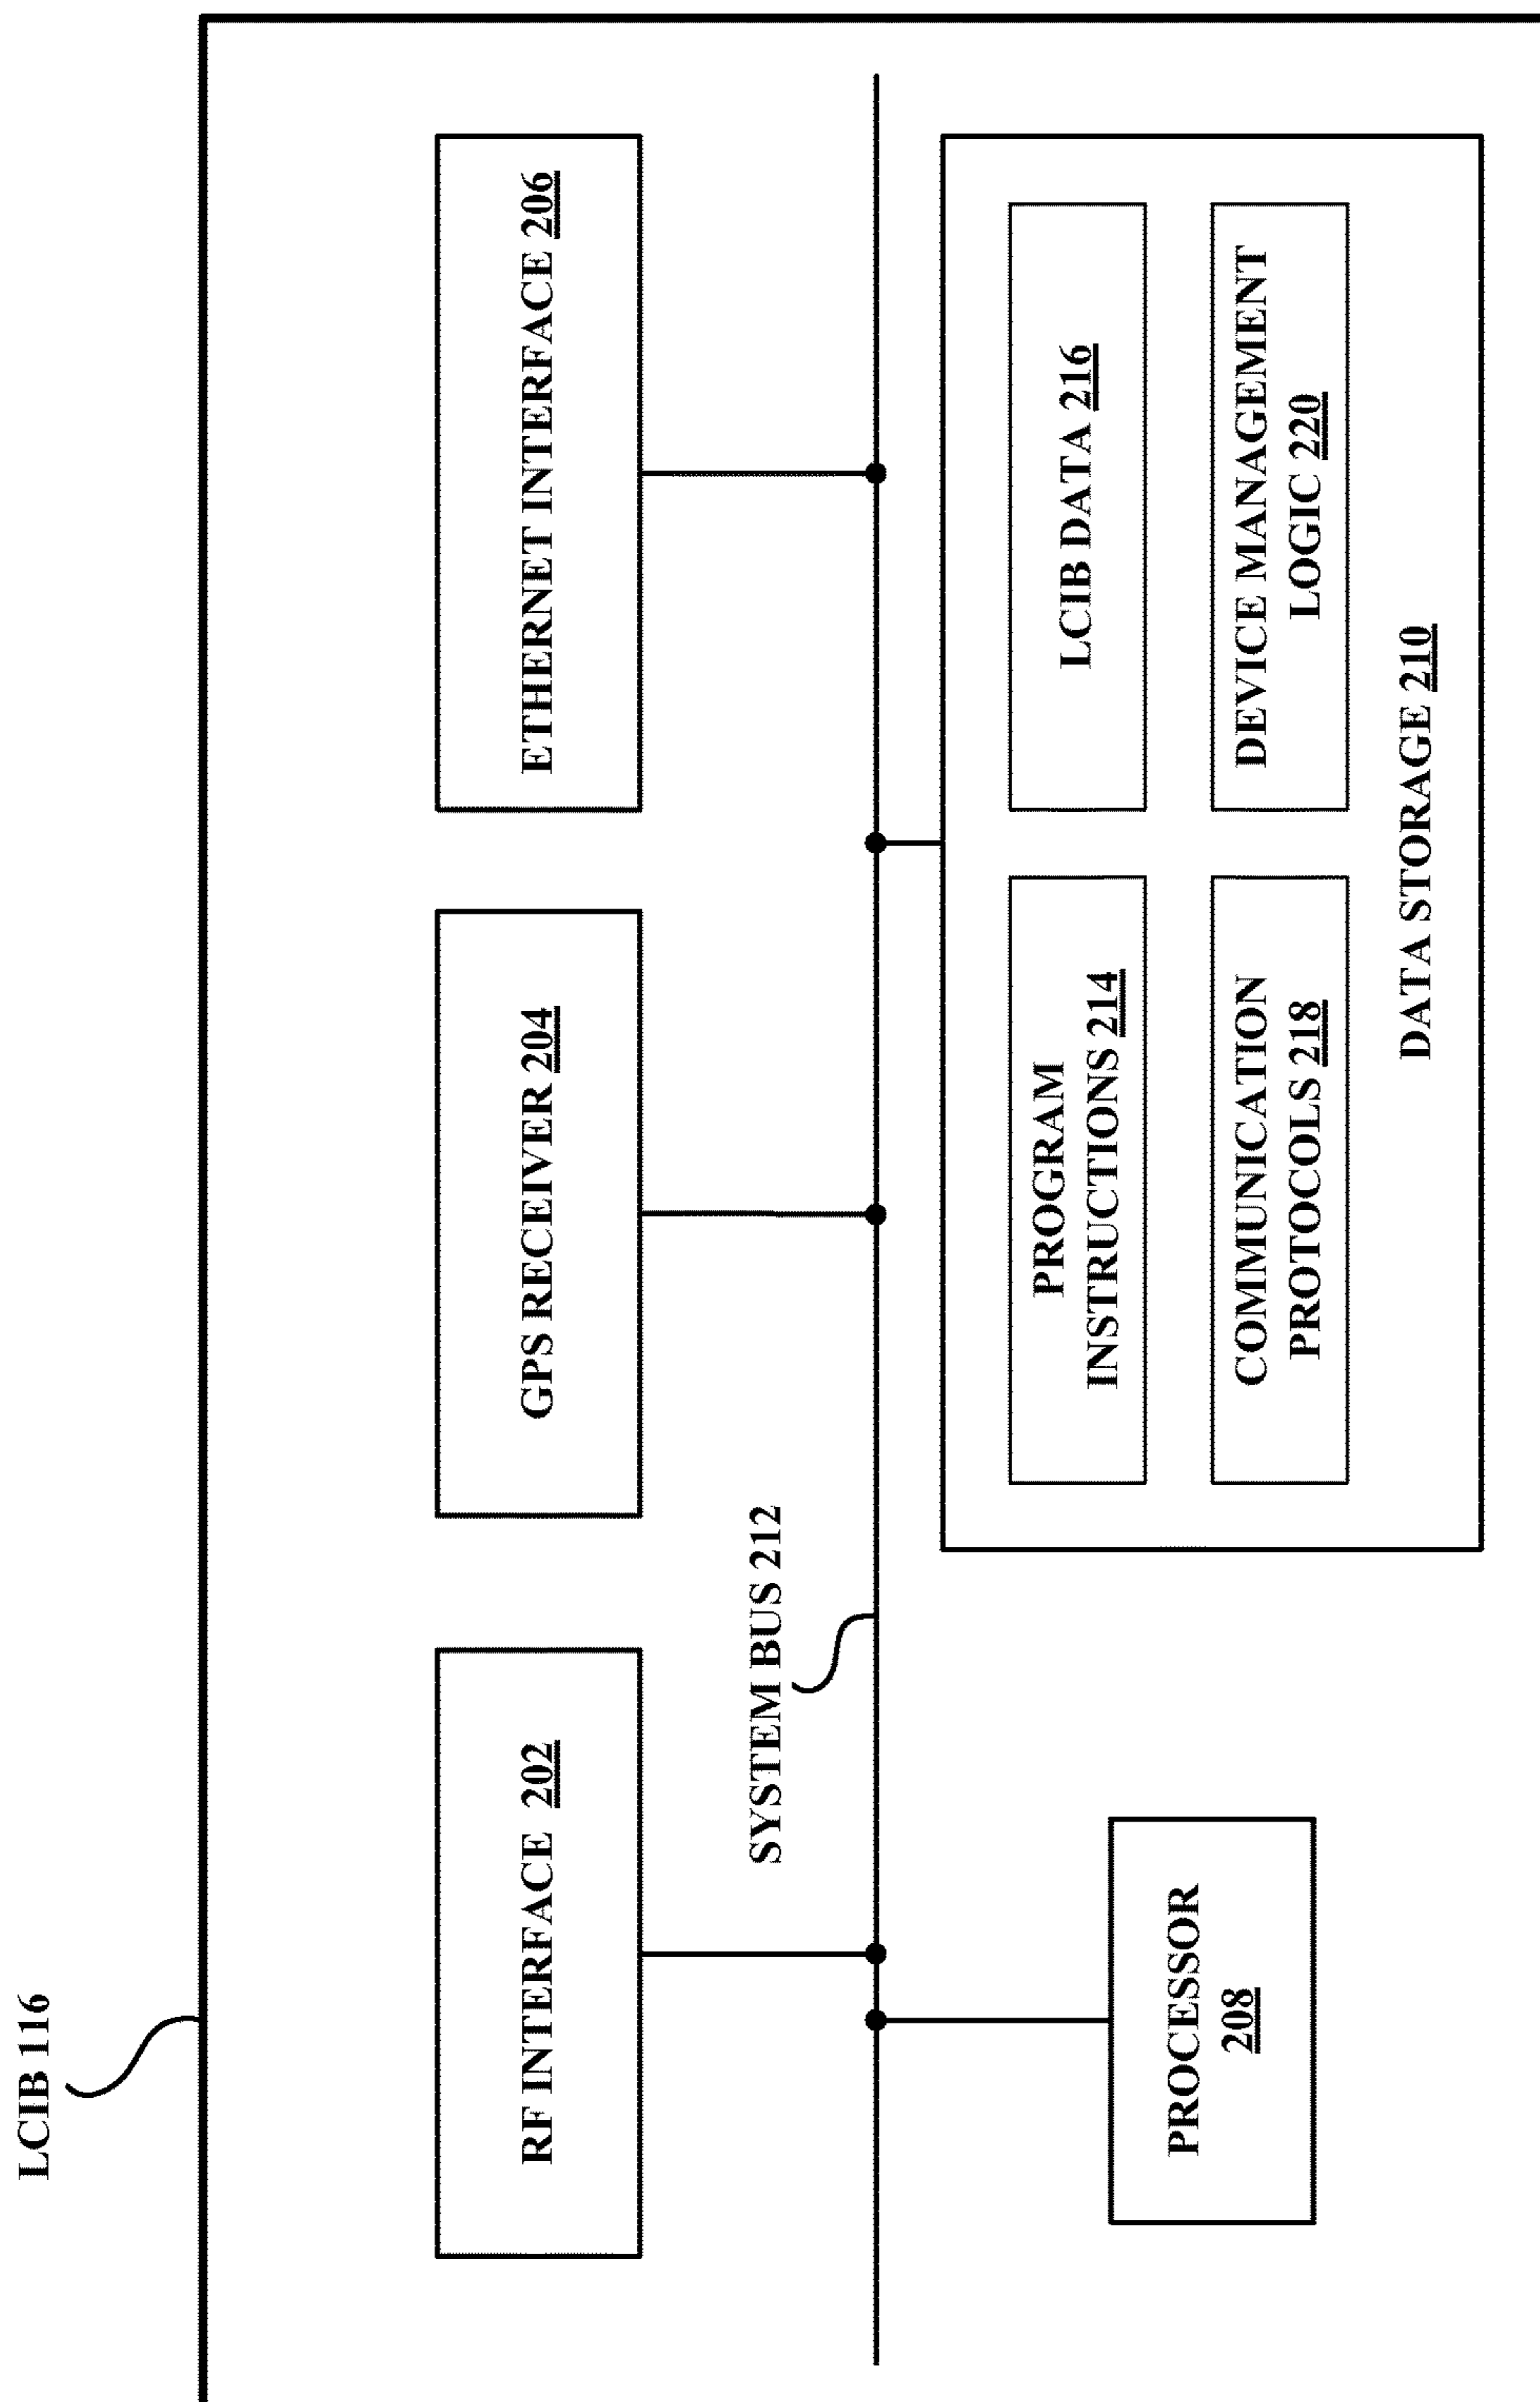 LCIB 116
RF INTERFACE 202
GPS RECEIVER 204
ETHERNET INTERFACE 206
SYSTEM BUS 212
PROCESSOR
208
PROGRAM
INSTRUCTIONS 214
LCIB DATA 216
COMMUNICATION
PROTOCOLS 218
DEVICE MANAGEMENT
LOGIC 220
DATA STORAGE 210